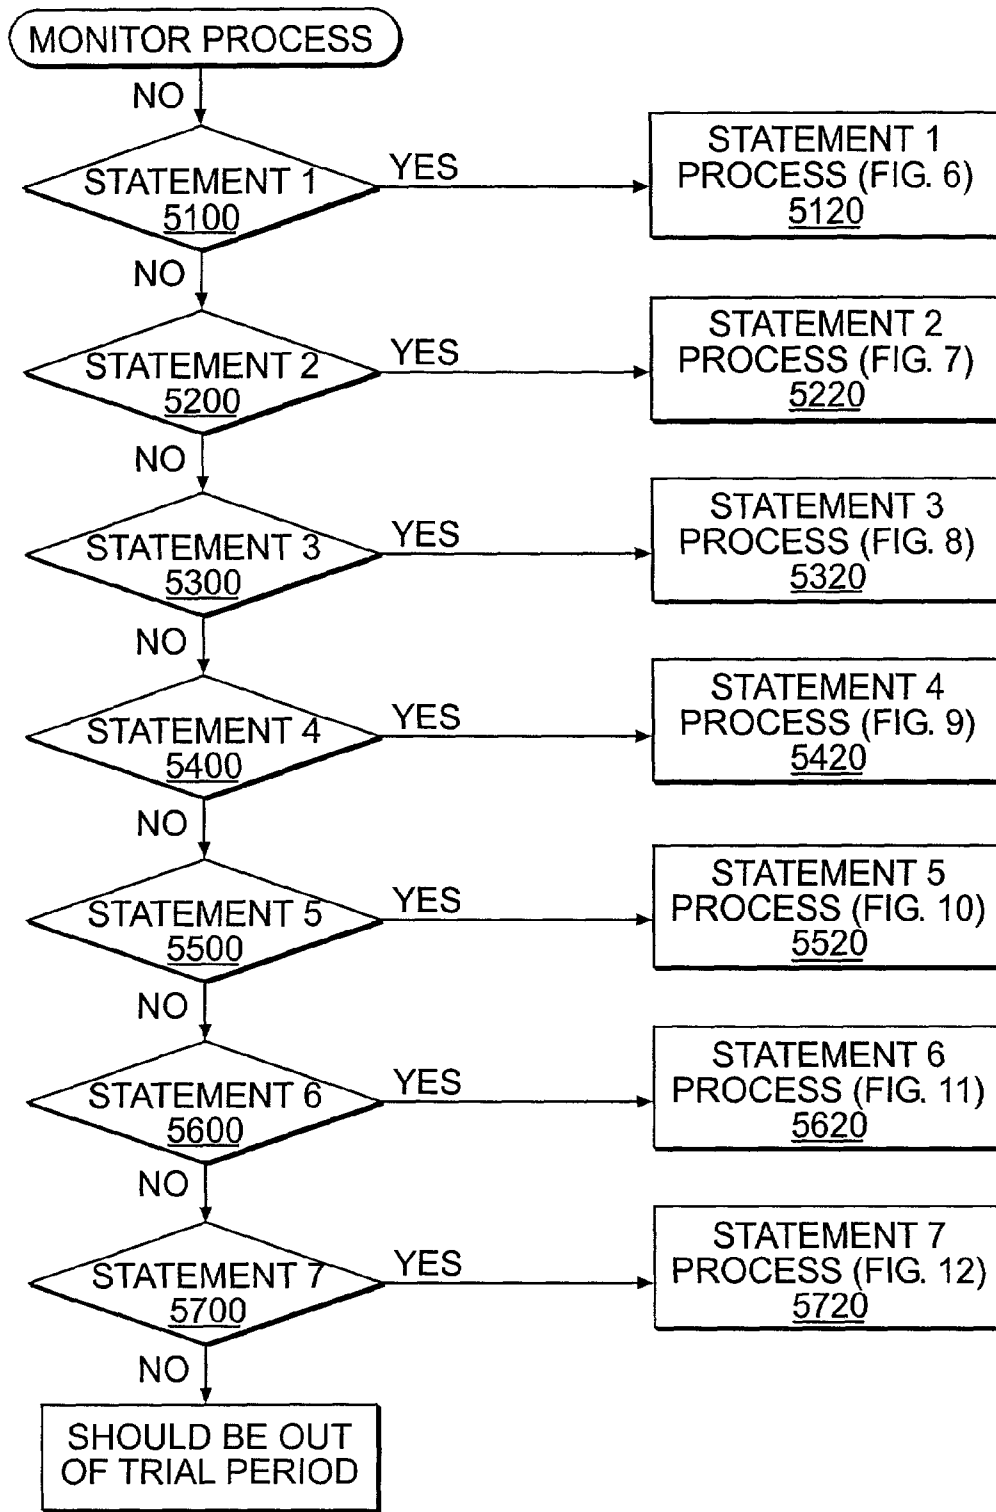 MONITOR PROCESS
NO
STATEMENT 1
5100
YES
STATEMENT 1
PROCESS (FIG. 6)
5120
NO
STATEMENT 2
5200
YES
STATEMENT 2
PROCESS (FIG. 7)
5220
NO
STATEMENT 3
5300
YES
STATEMENT 3
PROCESS (FIG. 8)
5320
NO
STATEMENT 4
5400
YES
STATEMENT 4
PROCESS (FIG. 9)
5420
NO
STATEMENT 5
5500
YES
STATEMENT 5
PROCESS (FIG. 10)
5520
NO
STATEMENT 6
5600
YES
STATEMENT 6
PROCESS (FIG. 11)
5620
NO
STATEMENT 7
5700
YES
STATEMENT 7
PROCESS (FIG. 12)
5720
NO
SHOULD BE OUT
OF TRIAL PERIOD